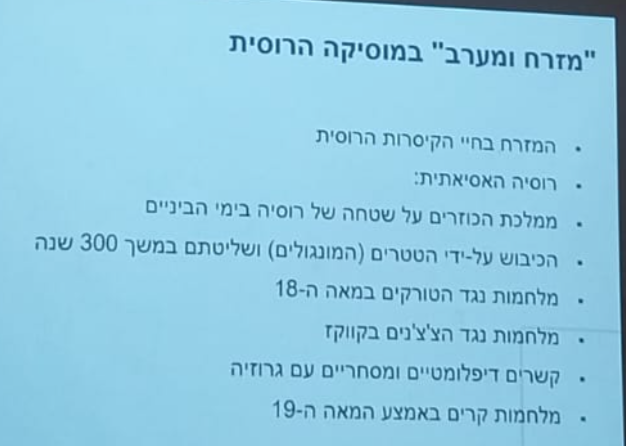 "מזרח ומערב" במוסיקה הרוסית
• המזרח בחיי הקיסרות הרוסית
• רוסיה האסיאתית:
• ממלכת הכוזרים על שטחה של רוסיה בימי הביניים
• הכיבוש על-ידי הטטרים (המונגולים) ושליטתם במשך 300 שנה
• מלחמות נגד הטורקים במאה ה-18
• מלחמות נגד הצ'צ'נים בקווקז
• קשרים דיפלומטיים ומסחריים עם גרוזיה
• מלחמות קרים באמצע המאה ה-19